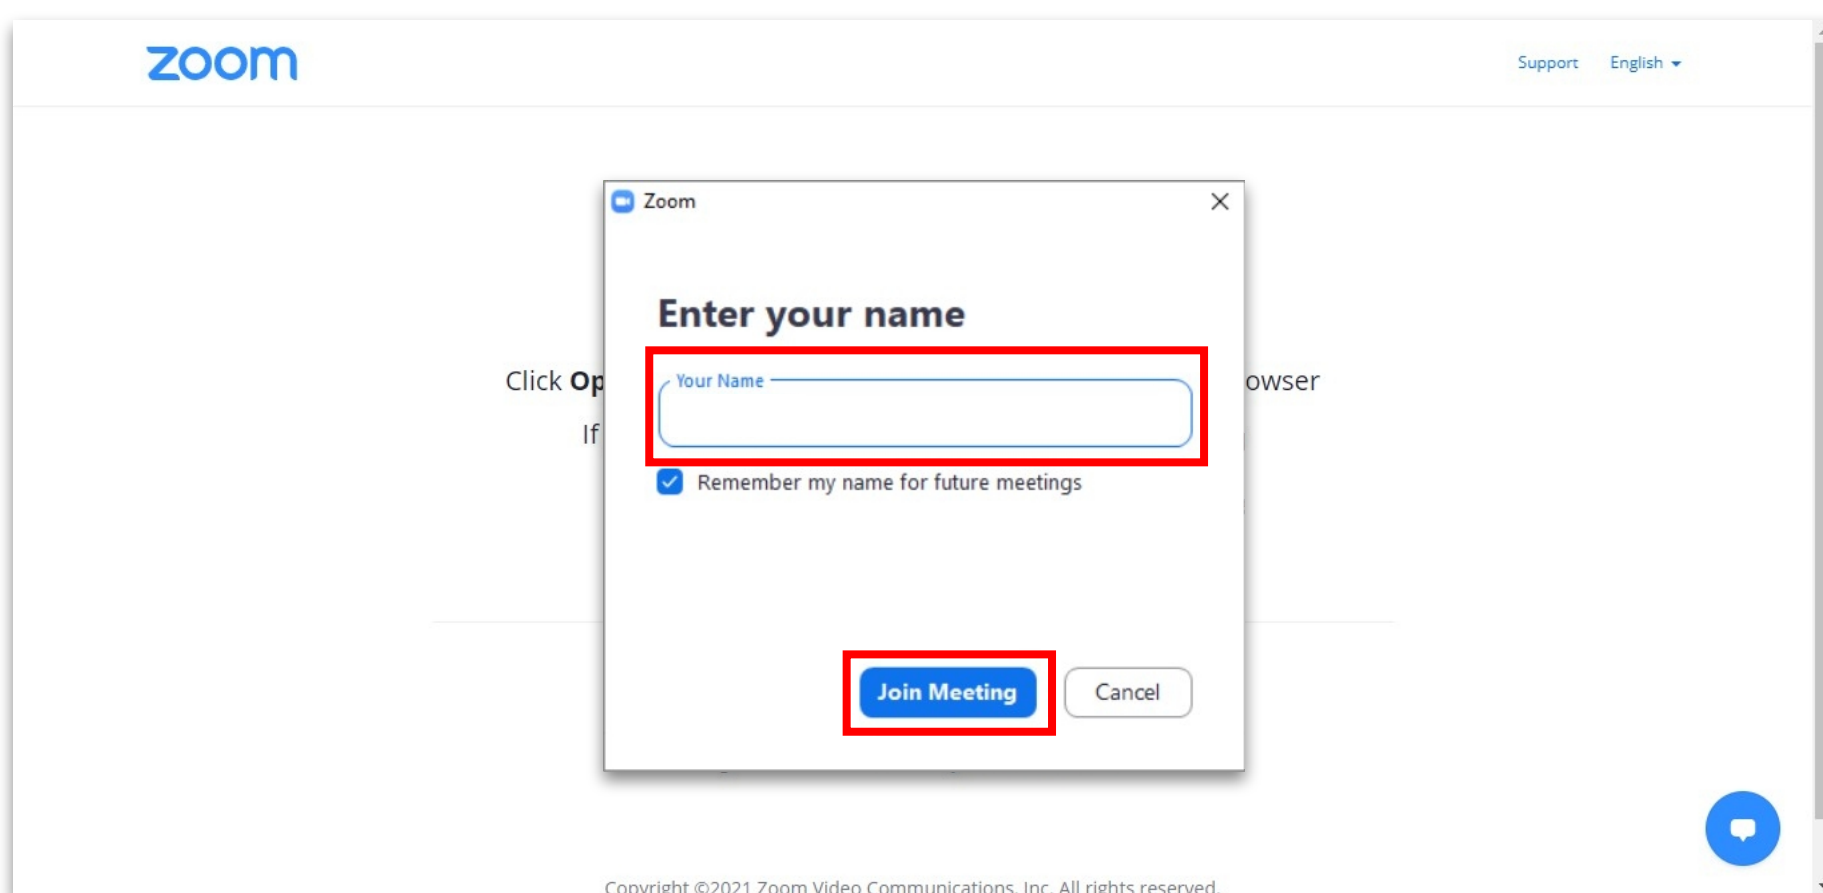 zoom
Support English
Zoom
Enter your name
Click Op
owser
Your Name
If
Remember my name for future meetings
Join Meeting Cancel
Copyright ©2021 Zoom Video Communications, Inc. All rights reserved.